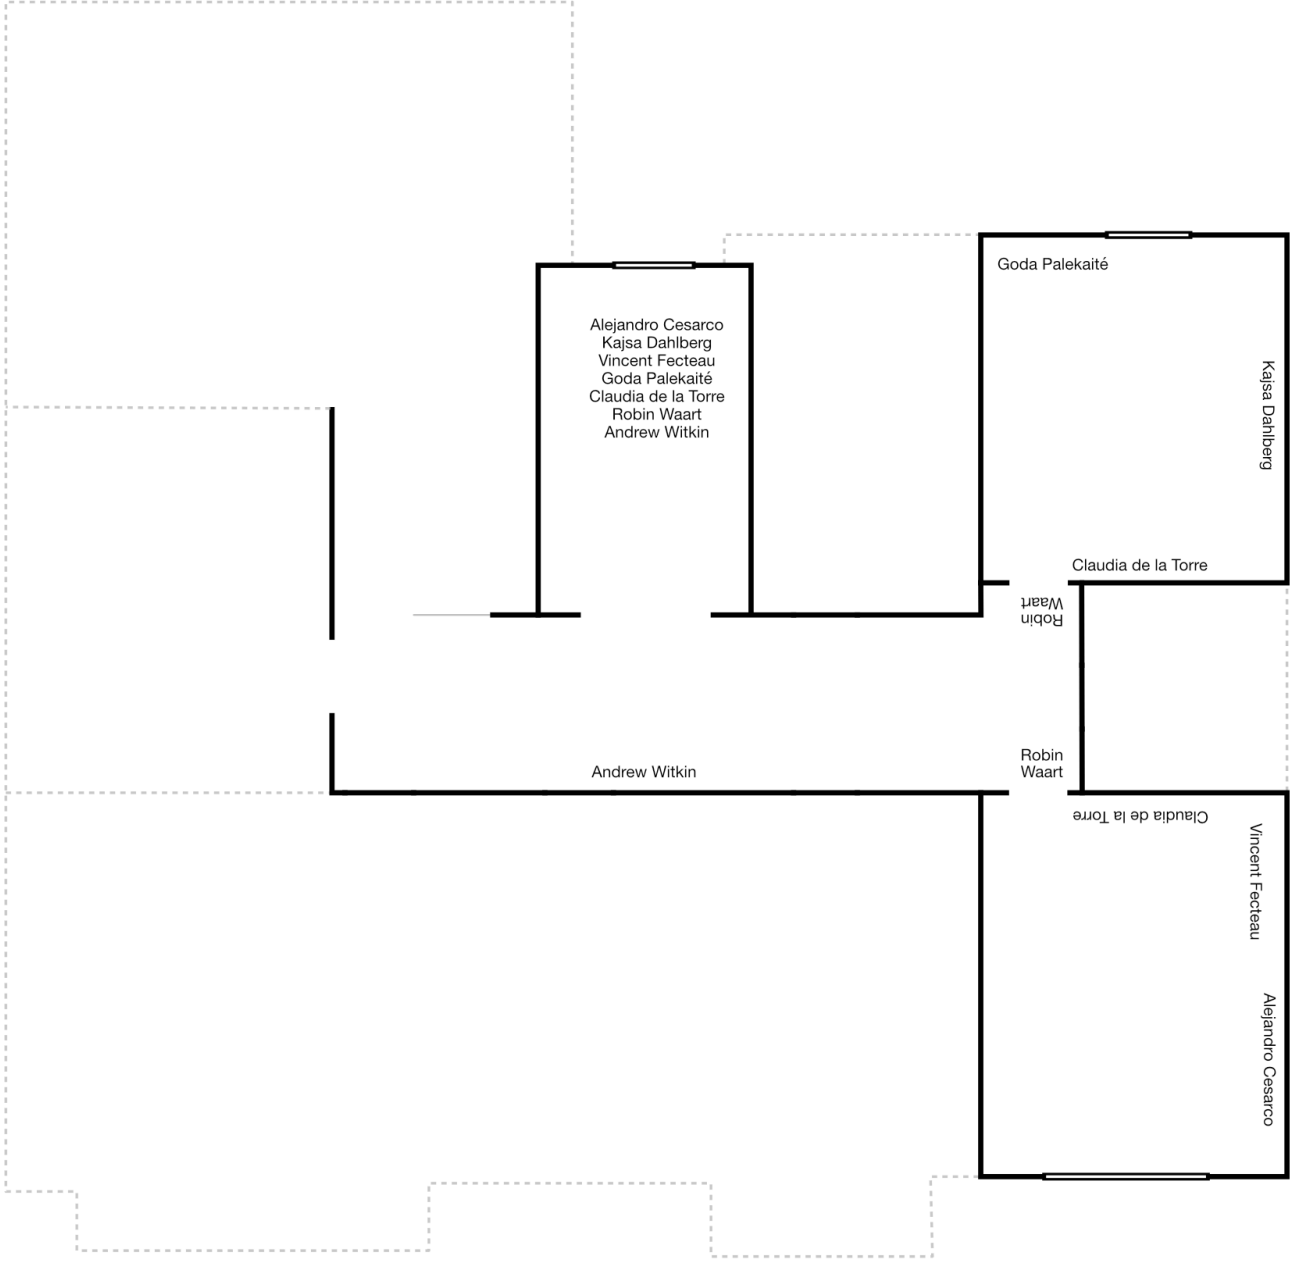 Goda Palekaité
Alejandro Cesarco
Kajsa Dahlberg
Vincent Fecteau
Goda Palekaité
Claudia de la Torre
Robin Waart
Andrew Witkin
Kajsa Dahlberg
Claudia de la Torre
Robin
Waart
Andrew Witkin
Robin
Waart
Claudia de la Torre
Vincent Fecteau
Alejandro Cesarco